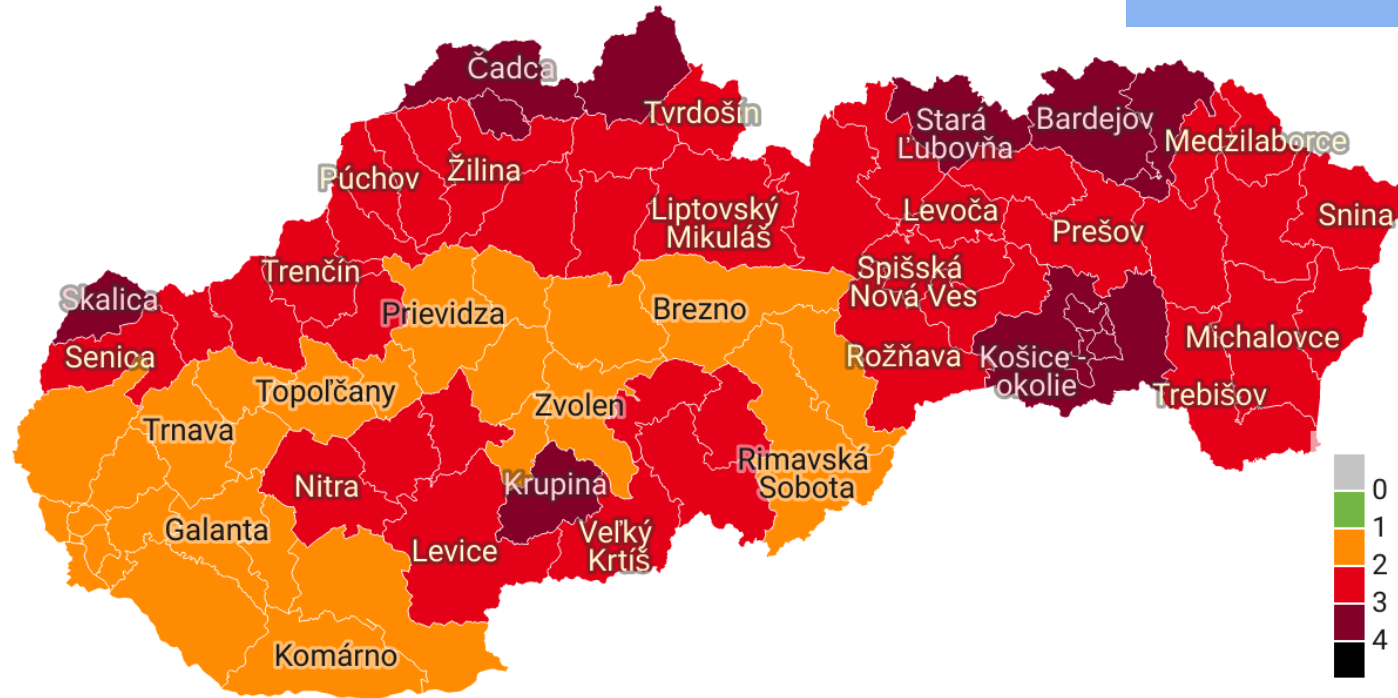 Čadca
Tvrdošín
Stará
Ľubovňa
Bardejov
Medzilaborce
Púchov
Žilina
Liptovský
Mikuláš
Levoča
Prešov
Snina
Trenčín
Skalica
Spišská
Nová Ves
Prievidza
Brezno
Senica
Rožňava
Košice -
okolie
Michalovce
Topoľčany
Trebišov
Trnava
Zvolen
Nitra
Krupina
Rimavská
Sobota
Galanta
Levice
Veľký
Krtíš
Komárno
0
1
2
3
4